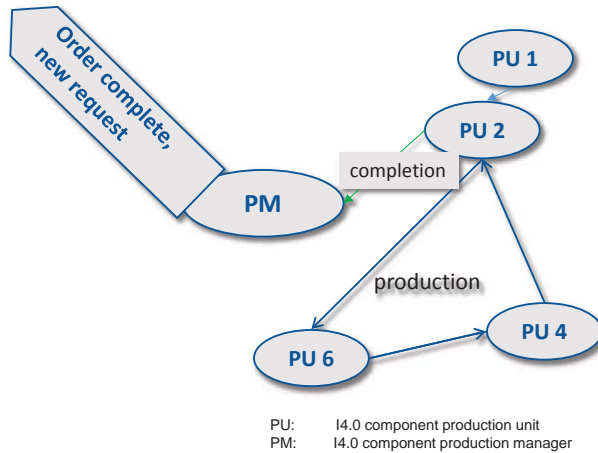 Order complete,
new request
PU 1
PU 2
completion
PM
production
PU 4
PU 6
PU: I4.0 component production unit
PM: I4.0 component production manager